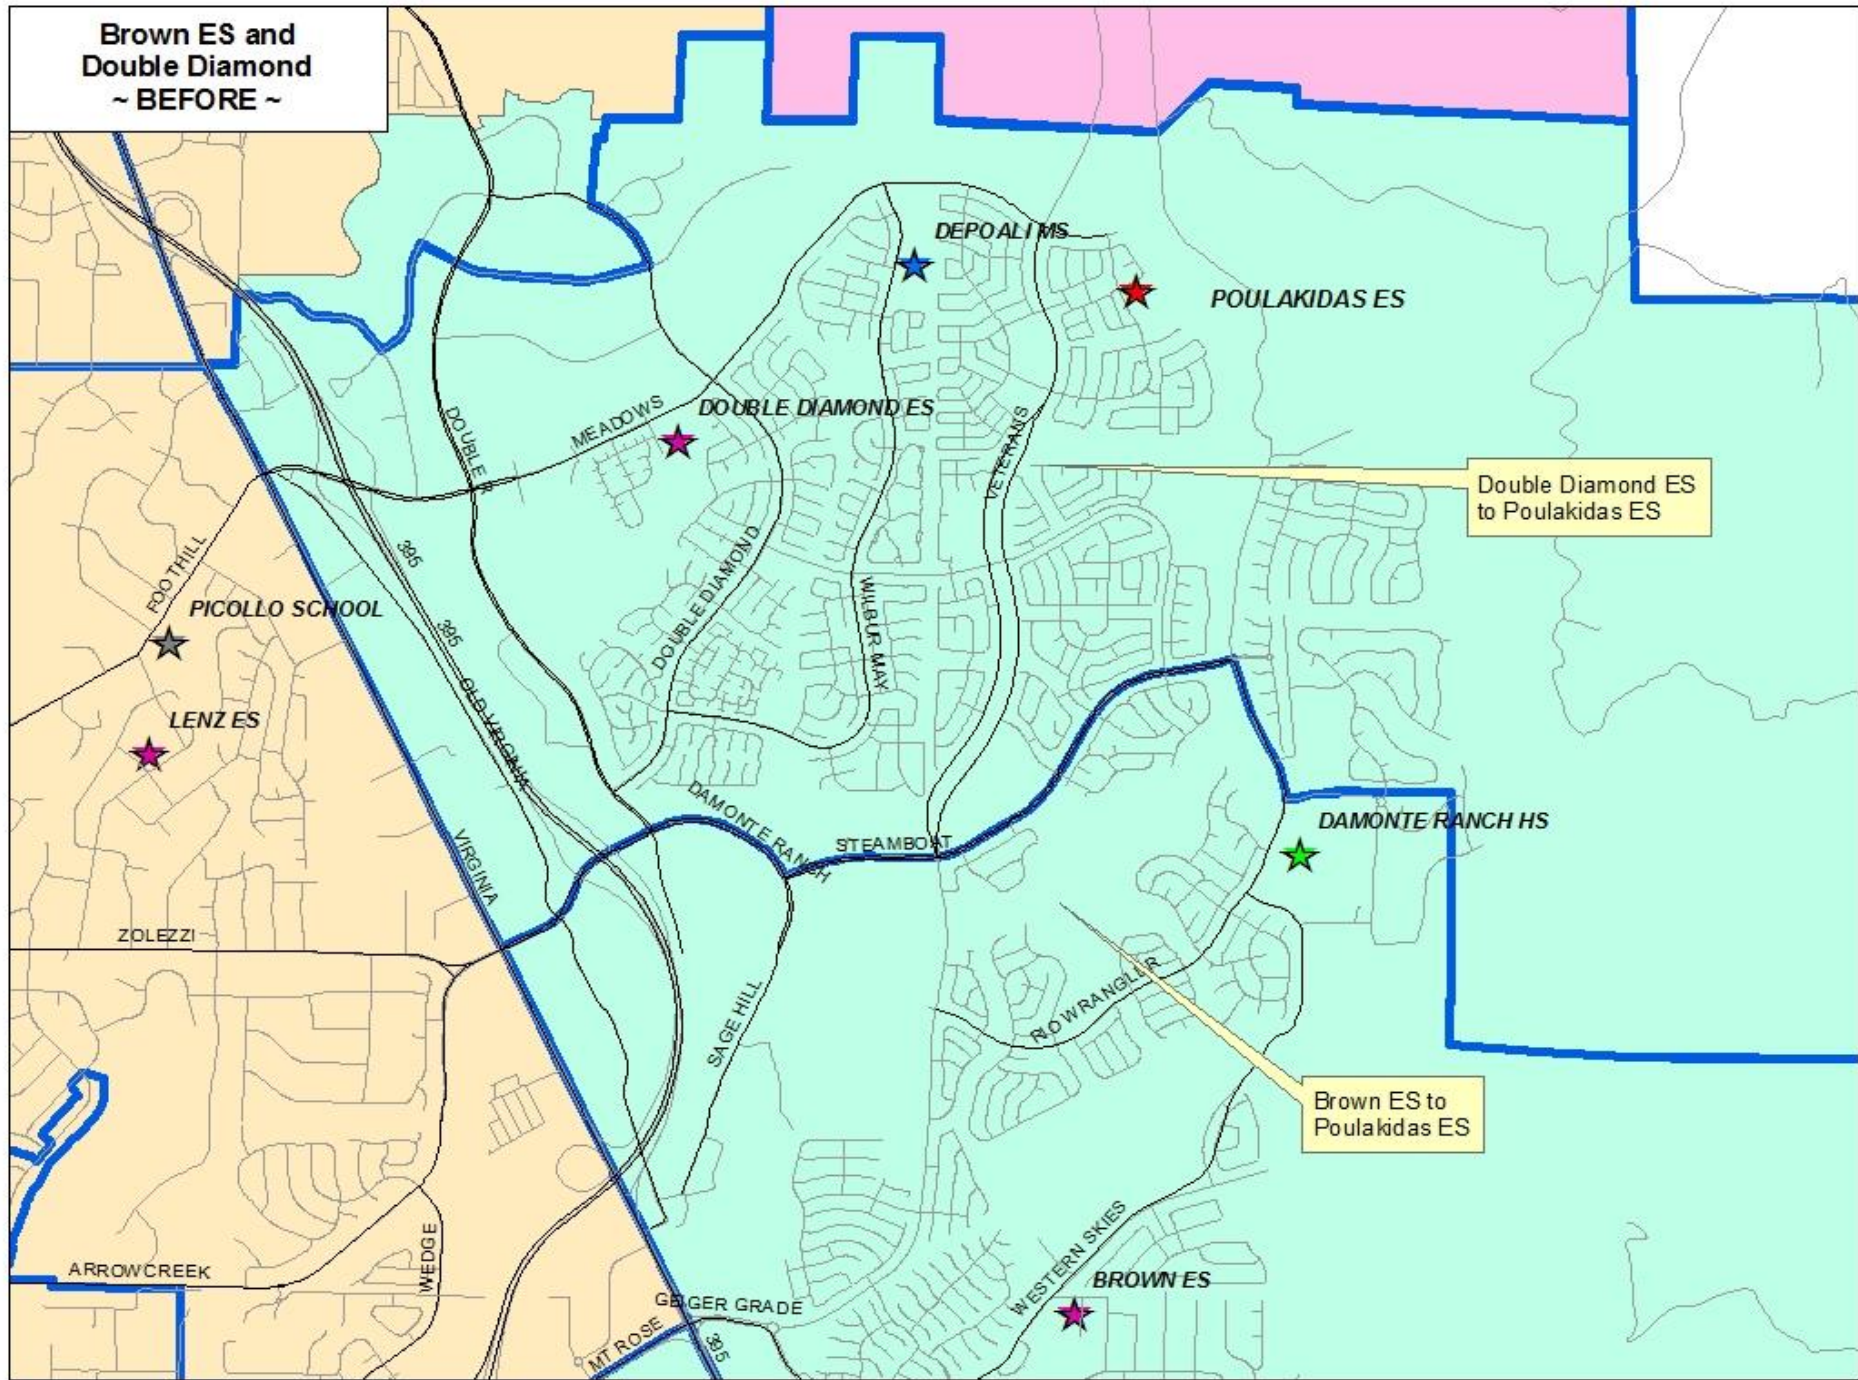 Brown ES and
Double Diamond
~ BEFORE ~
DEPOALI MS
POULAKIDAS ES
MEADOWS
DOUBLE DIAMOND ES
DOUBLE R
VETERANS
Double Diamond ES
to Poulakidas ES
395
FOOTHILL
PICOLLO SCHOOL
395
DOUBLE DIAMOND
WILBUR MAY
OLD VIRGINIA
LENZ ES
DAMONTE RANCH
STEAMBOAT
DAMONTE RANCH HS
VIRGINIA
ZOLEZZI
SAGE HILL
RIO WRANGLER
Brown ES to
Poulakidas ES
WEDGE
ARROWCREEK
WESTERN SKIES
BROWN ES
GEIGER GRADE
MT ROSE
395